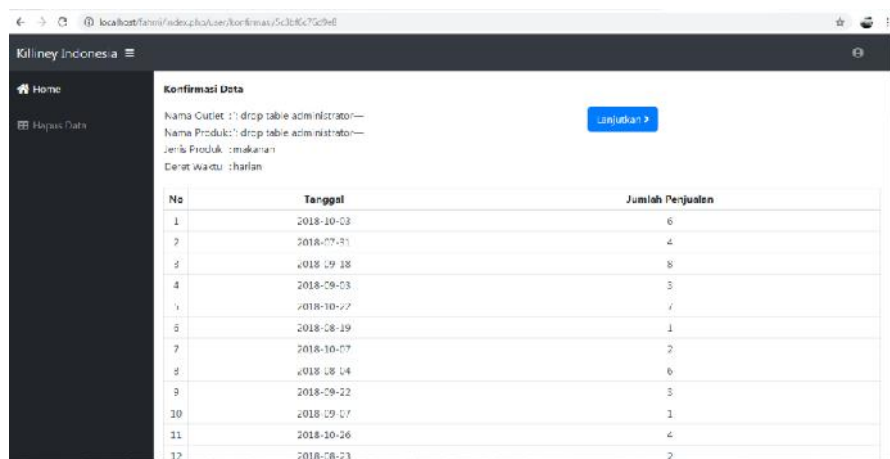 localhost/fahmi/index.php/user/konfirmasi/
Killiney Indonesia
Home
Hapus Data
Konfirmasi Data
Nama Outlet :'; drop table administrator—
Nama Produk:'; drop table administrator—
Jenis Produk :makanan
Deret Waktu :harian
Lanjutkan
No Tanggal Jumlah Penjualan
1 2018-10-03 6
2 2018-07-31 4
3 2018-09-18 8
4 2018-09-03 3
5 2018-10-22 7
6 2018-08-19 1
7 2018-10-07 2
8 2018-08-04 6
9 2018-09-22 3
10 2018-09-07 1
11 2018-10-26 4
12 2018-08-23 2